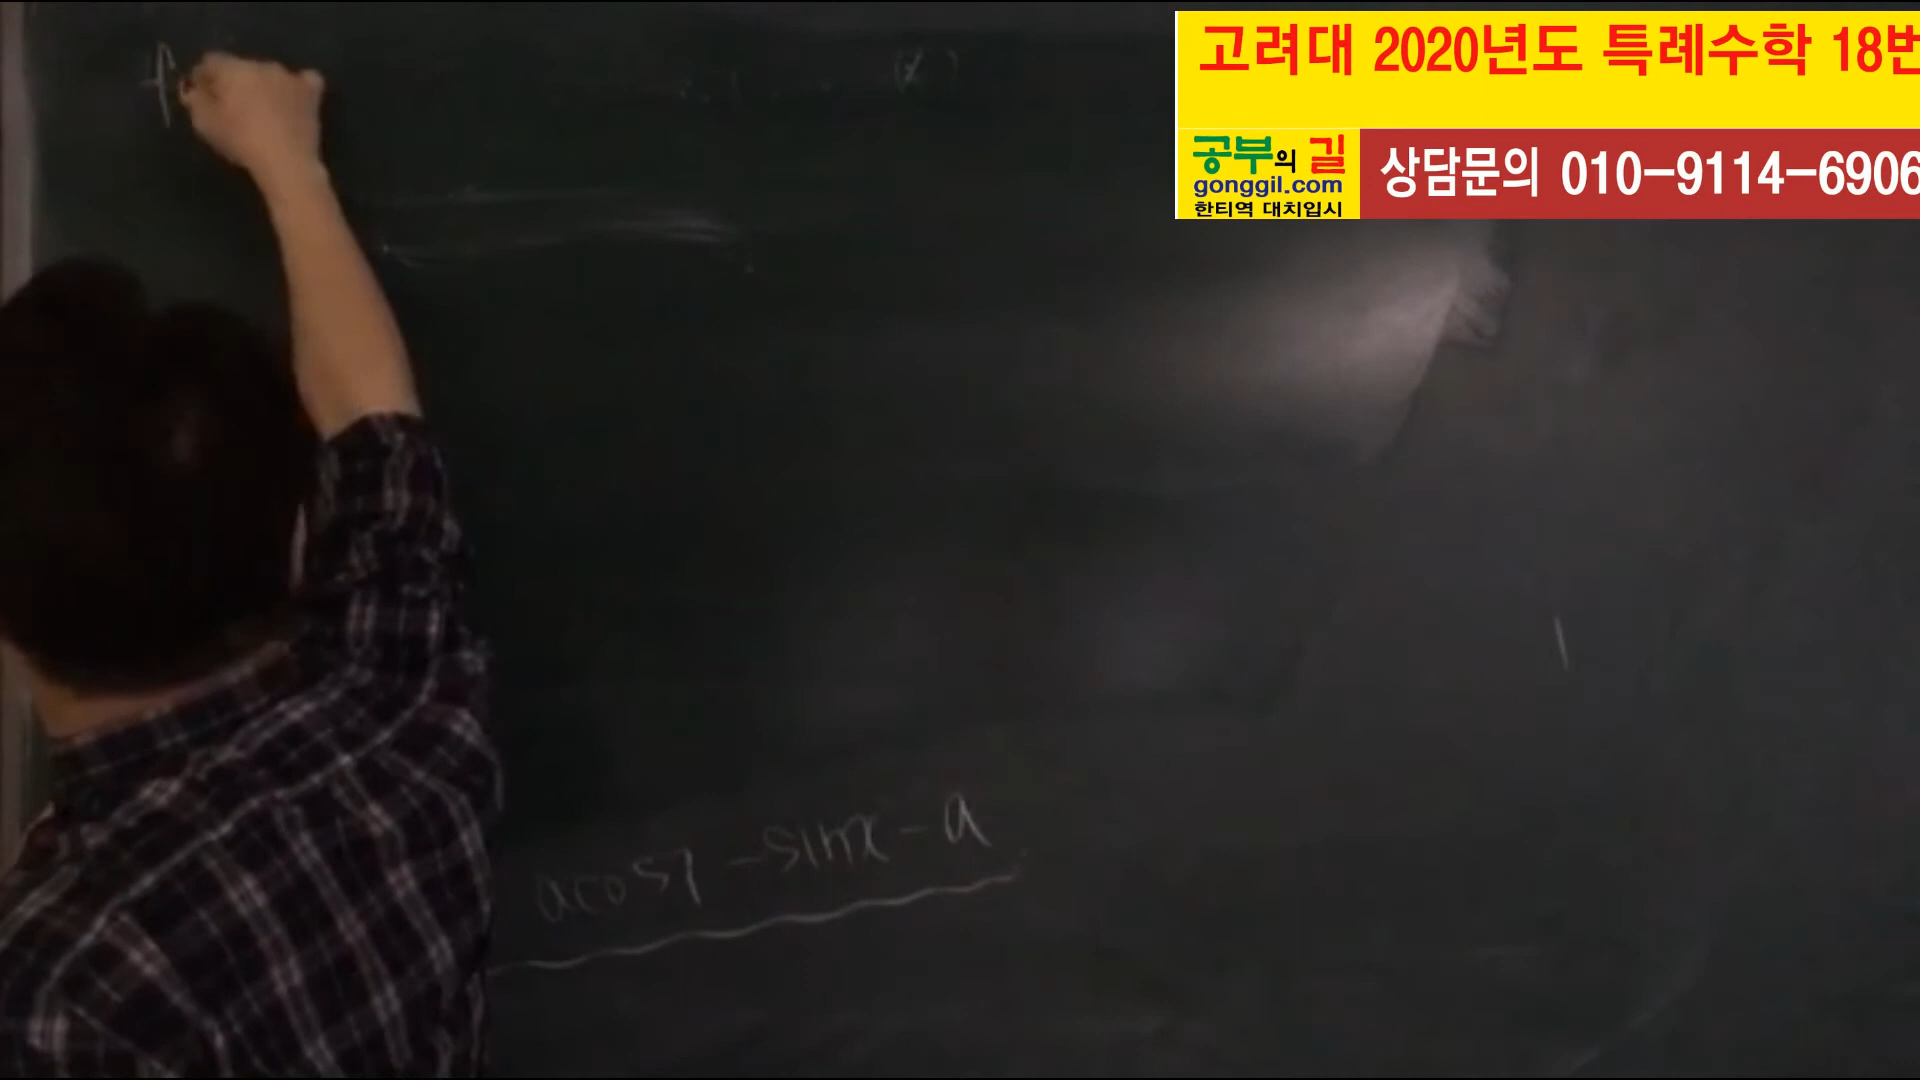 고려대 2020년도 특례수학 18번
공부의 길
gonggil.com
한티역 대치입시
상담문의 010-9114-6906
f
(x)
acosx - sinx - a